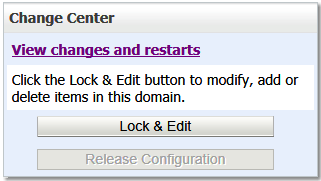 Change Center
View changes and restarts
Click the Lock & Edit button to modify, add or
delete items in this domain.
Lock & Edit
Release Configuration